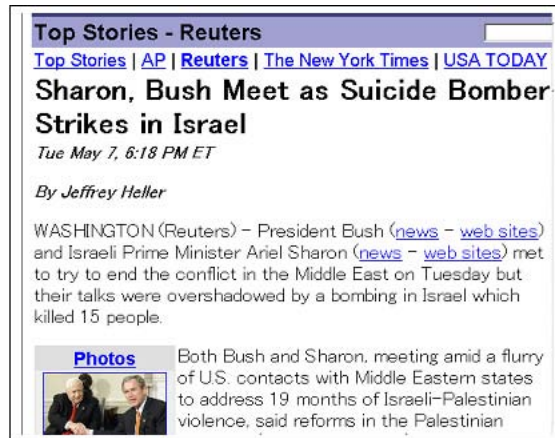 Top Stories - Reuters
Top Stories | AP | Reuters | The New York Times | USA TODAY
Sharon, Bush Meet as Suicide Bomber
Strikes in Israel
Tue May 7, 6:18 PM ET
By Jeffrey Heller
WASHINGTON (Reuters) - President Bush (news - web sites)
and Israeli Prime Minister Ariel Sharon (news - web sites) met
to try to end the conflict in the Middle East on Tuesday but
their talks were overshadowed by a bombing in Israel which
killed 15 people.
Photos
Both Bush and Sharon, meeting amid a flurry
of U.S. contacts with Middle Eastern states
to address 19 months of Israeli-Palestinian
violence, said reforms in the Palestinian